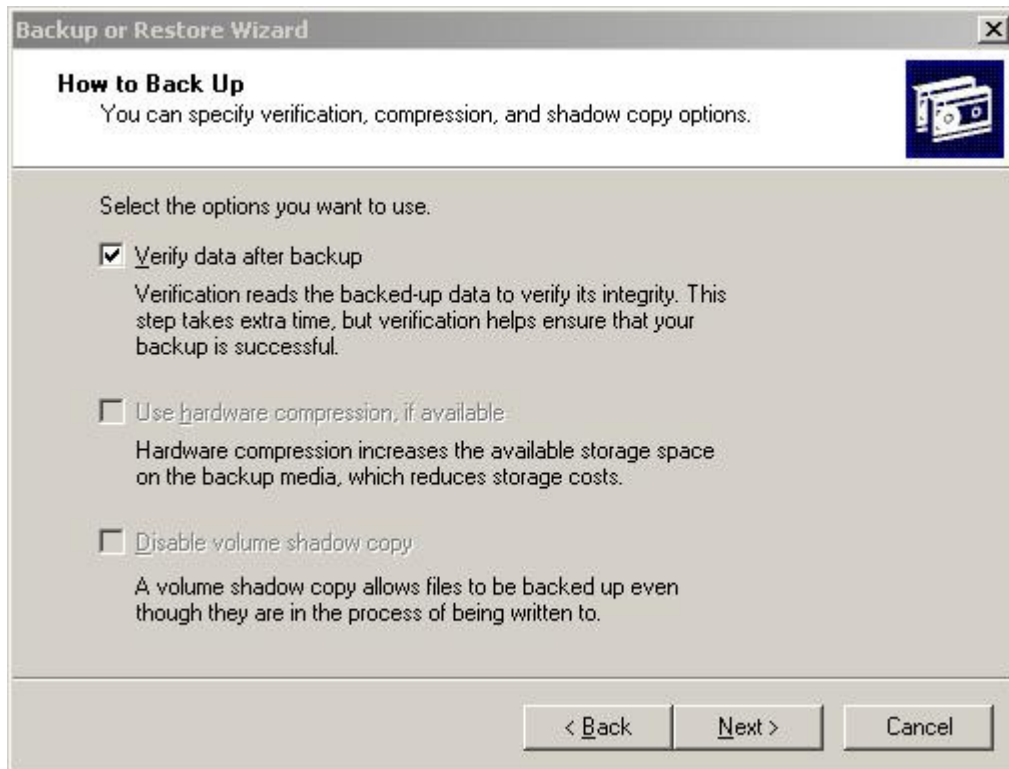 Backup or Restore Wizard
How to Back Up
You can specify verification, compression, and shadow copy options.
Select the options you want to use.
Verify data after backup
Verification reads the backed-up data to verify its integrity. This
step takes extra time, but verification helps ensure that your
backup is successful.
Use hardware compression, if available
Hardware compression increases the available storage space
on the backup media, which reduces storage costs.
Disable volume shadow copy
A volume shadow copy allows files to be backed up even
though they are in the process of being written to.
< Back Next > Cancel